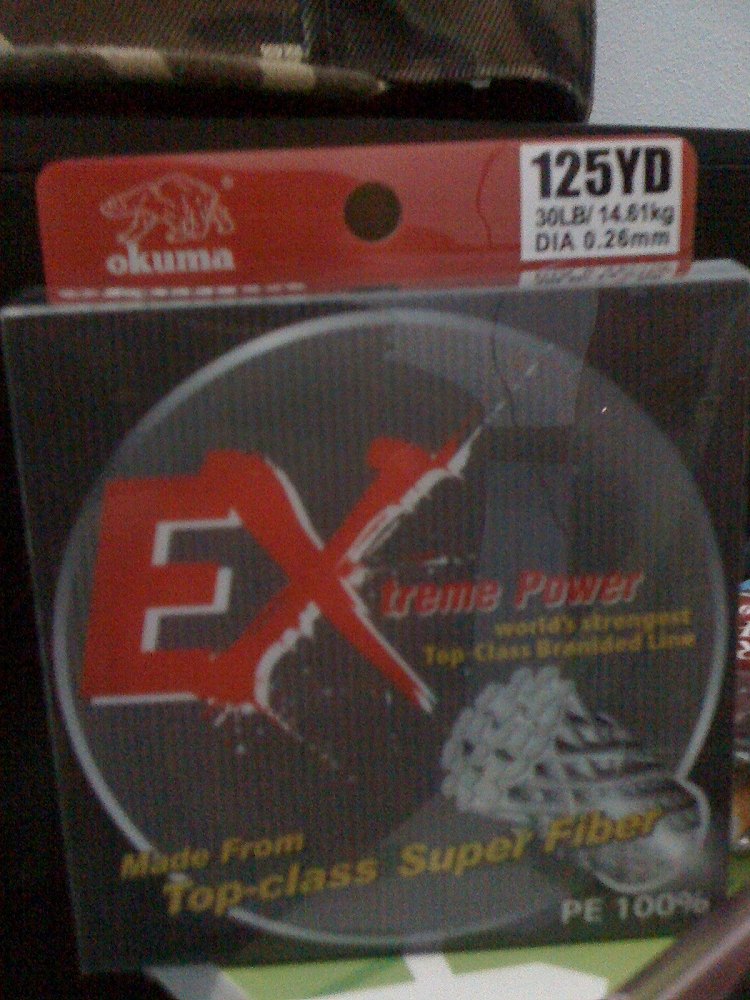 okuma
125YD
30LB/ 14.61kg
DIA 0.26mm
EXtreme Power
world's strongest
Top-Class Branided Line
Made From
Top-class Super Fiber
PE 100%